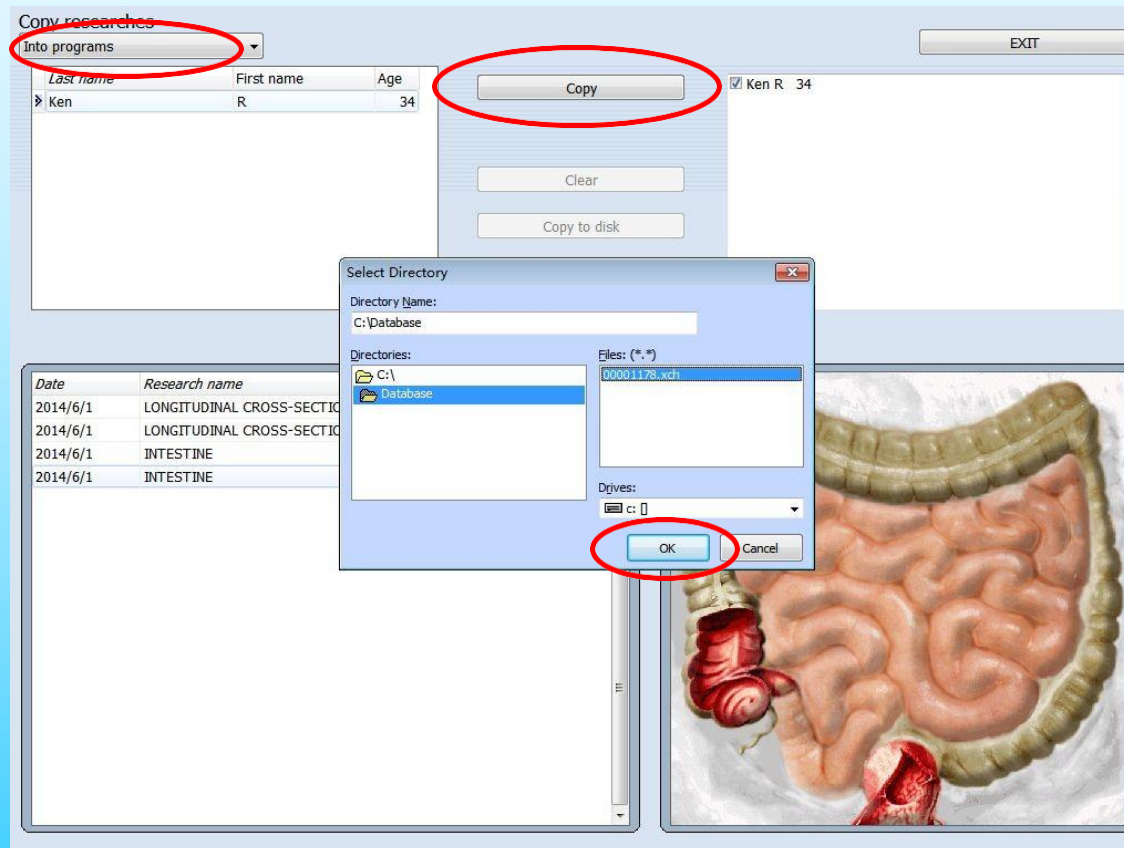 Copy researches
Into programs
EXIT
Last name First name Age
Ken R 34
Copy
Ken R 34
Clear
Copy to disk
Select Directory
Directory Name:
C:\Database
Directories:
C:\
Database
Files: (*.*)
00001178.xch
Drives:
c: []
OK Cancel
Date Research name
2014/6/1 LONGITUDINAL CROSS-SECTIO
2014/6/1 LONGITUDINAL CROSS-SECTIO
2014/6/1 INTESTINE
2014/6/1 INTESTINE